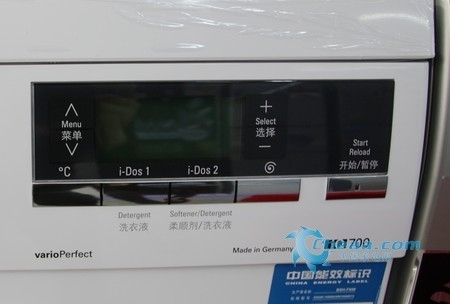 Menu
菜单
Select
选择
Start
Reload
开始/暂停
°C
i-Dos 1
i-Dos 2
Detergent
洗衣液
Softener/Detergent
柔顺剂/洗衣液
varioPerfect
Made in Germany
中国能效标识
CHINA ENERGY LABEL